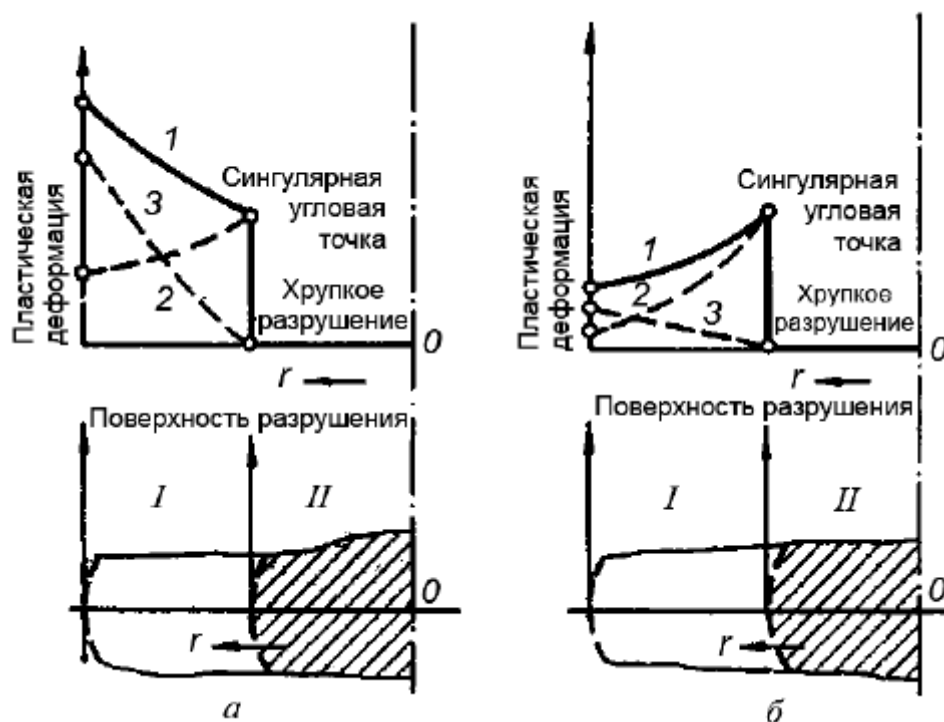 Пластическая
деформация
1
3
2
Сингулярная
угловая
точка
Хрупкое
разрушение
0
r
Поверхность разрушения
I
II
0
r
а
Пластическая
деформация
1
2
3
Сингулярная
угловая
точка
Хрупкое
разрушение
0
r
Поверхность разрушения
I
II
0
r
б